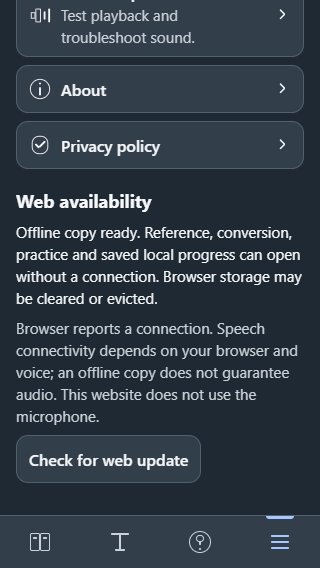 Test playback and
troubleshoot sound.
About
Privacy policy
Web availability
Offline copy ready. Reference, conversion,
practice and saved local progress can open
without a connection. Browser storage may
be cleared or evicted.
Browser reports a connection. Speech
connectivity depends on your browser and
voice; an offline copy does not guarantee
audio. This website does not use the
microphone.
Check for web update